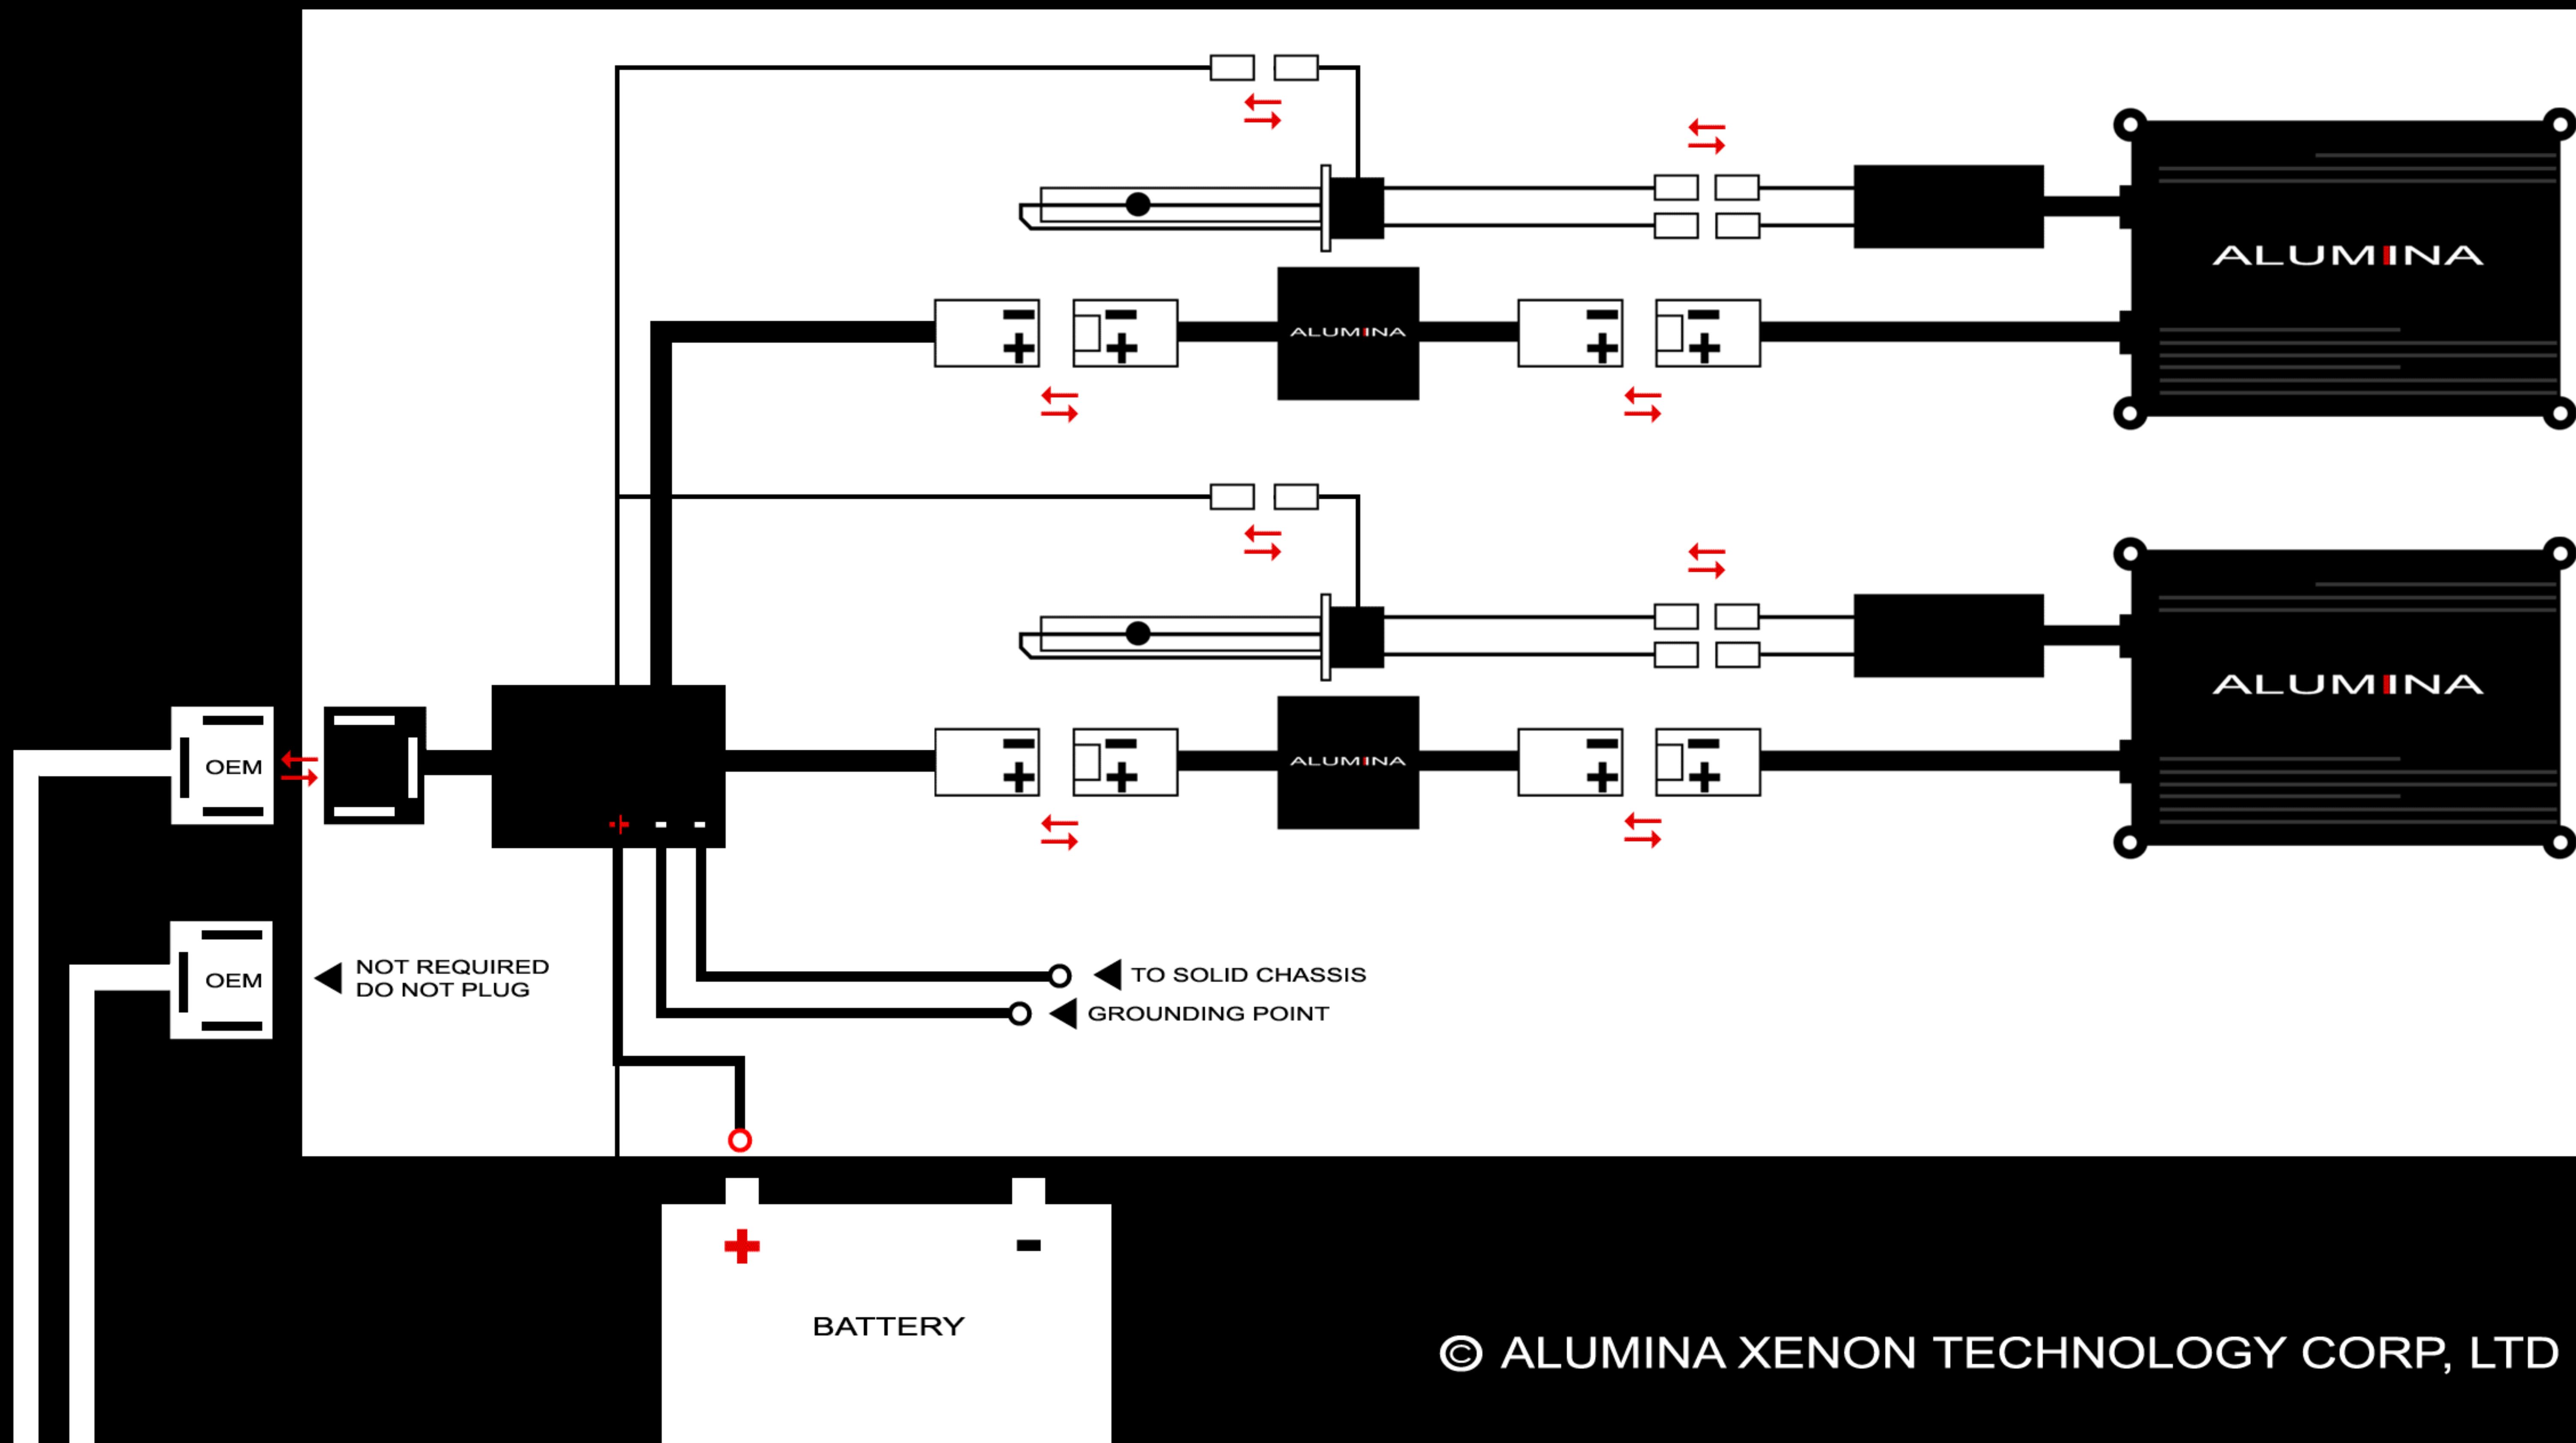 ALUMINA
ALUMINA
ALUMINA
ALUMINA
OEM
OEM
NOT REQUIRED
DO NOT PLUG
TO SOLID CHASSIS
GROUNDING POINT
BATTERY
© ALUMINA XENON TECHNOLOGY CORP, LTD